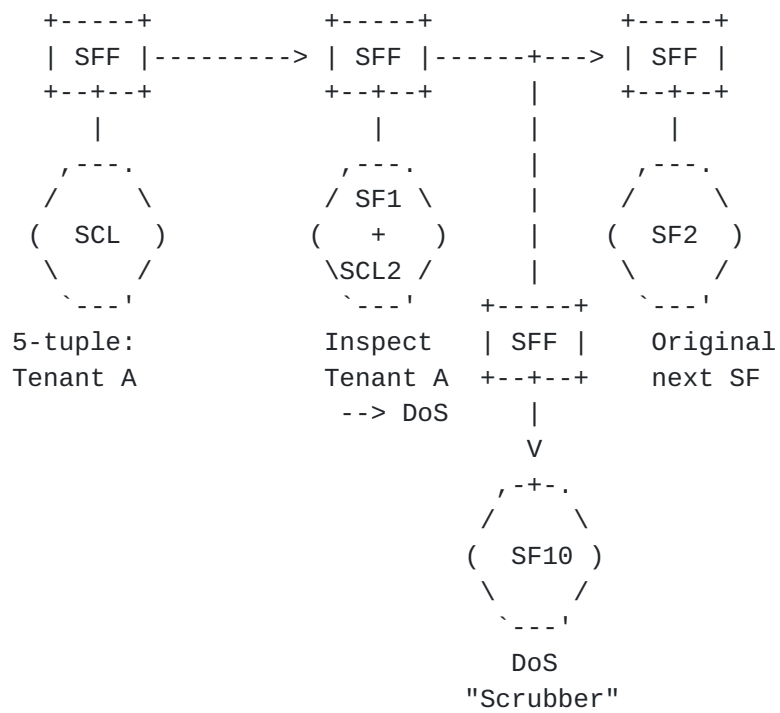 SFF SFF SFF
SCL SF1 + SCL2 SF2
5-tuple: Tenant A
Inspect Tenant A --> DoS
SFF
Original next SF
SF10
DoS "Scrubber"